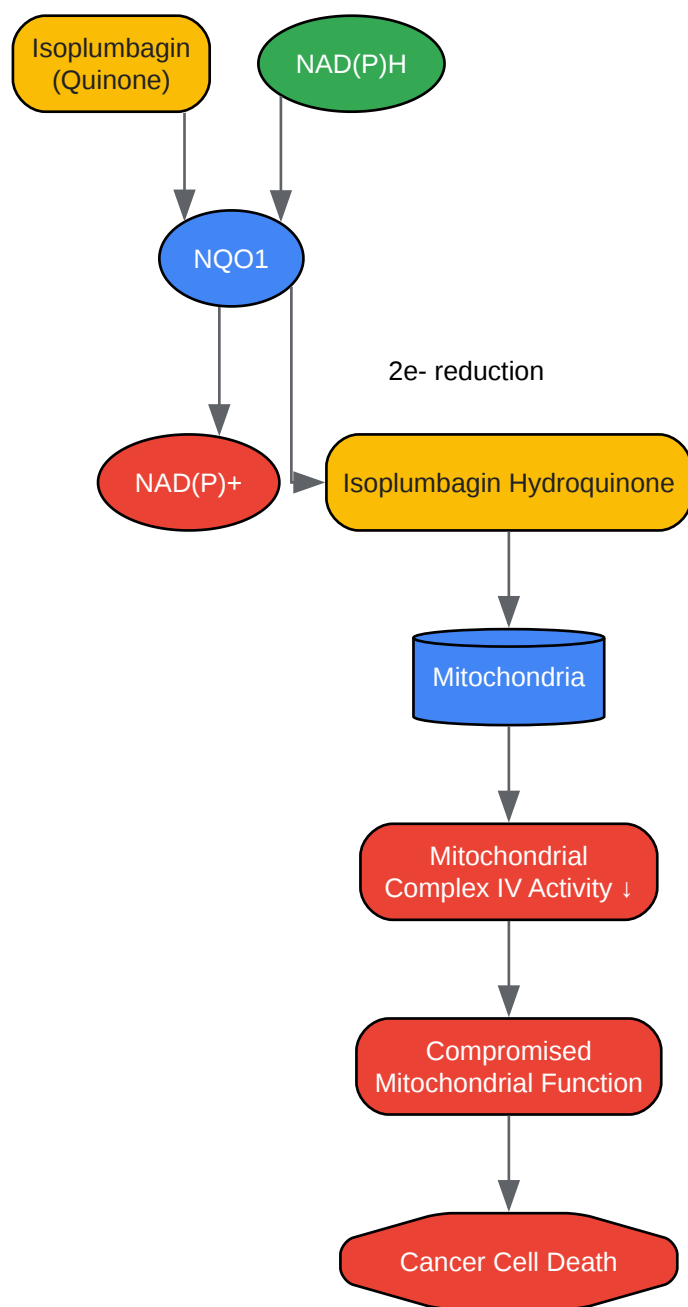 Isoplumbagin
(Quinone)
NAD(P)H
NQO1
2e- reduction
NAD(P)+
Isoplumbagin Hydroquinone
Mitochondria
Mitochondrial
Complex IV Activity ↓
Compromised
Mitochondrial Function
Cancer Cell Death